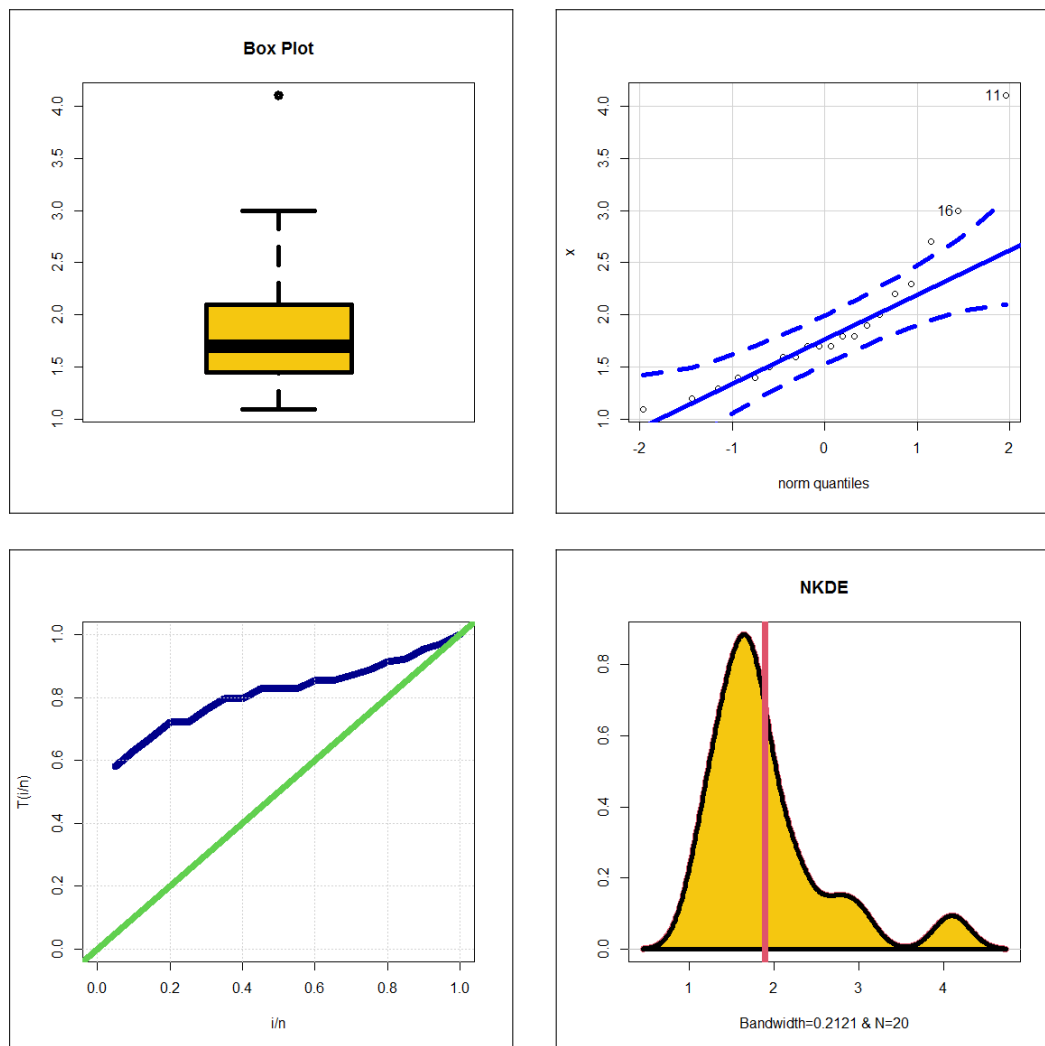 Box Plot
4.0
3.5
3.0
2.5
2.0
1.5
1.0
x
4.0
3.5
3.0
2.5
2.0
1.5
1.0
11
16
-2 -1 0 1 2
norm quantiles
T(i/n)
1.0
0.8
0.6
0.4
0.2
0.0
0.0 0.2 0.4 0.6 0.8 1.0
i/n
NKDE
0.8
0.6
0.4
0.2
0.0
1 2 3 4
Bandwidth=0.2121 & N=20